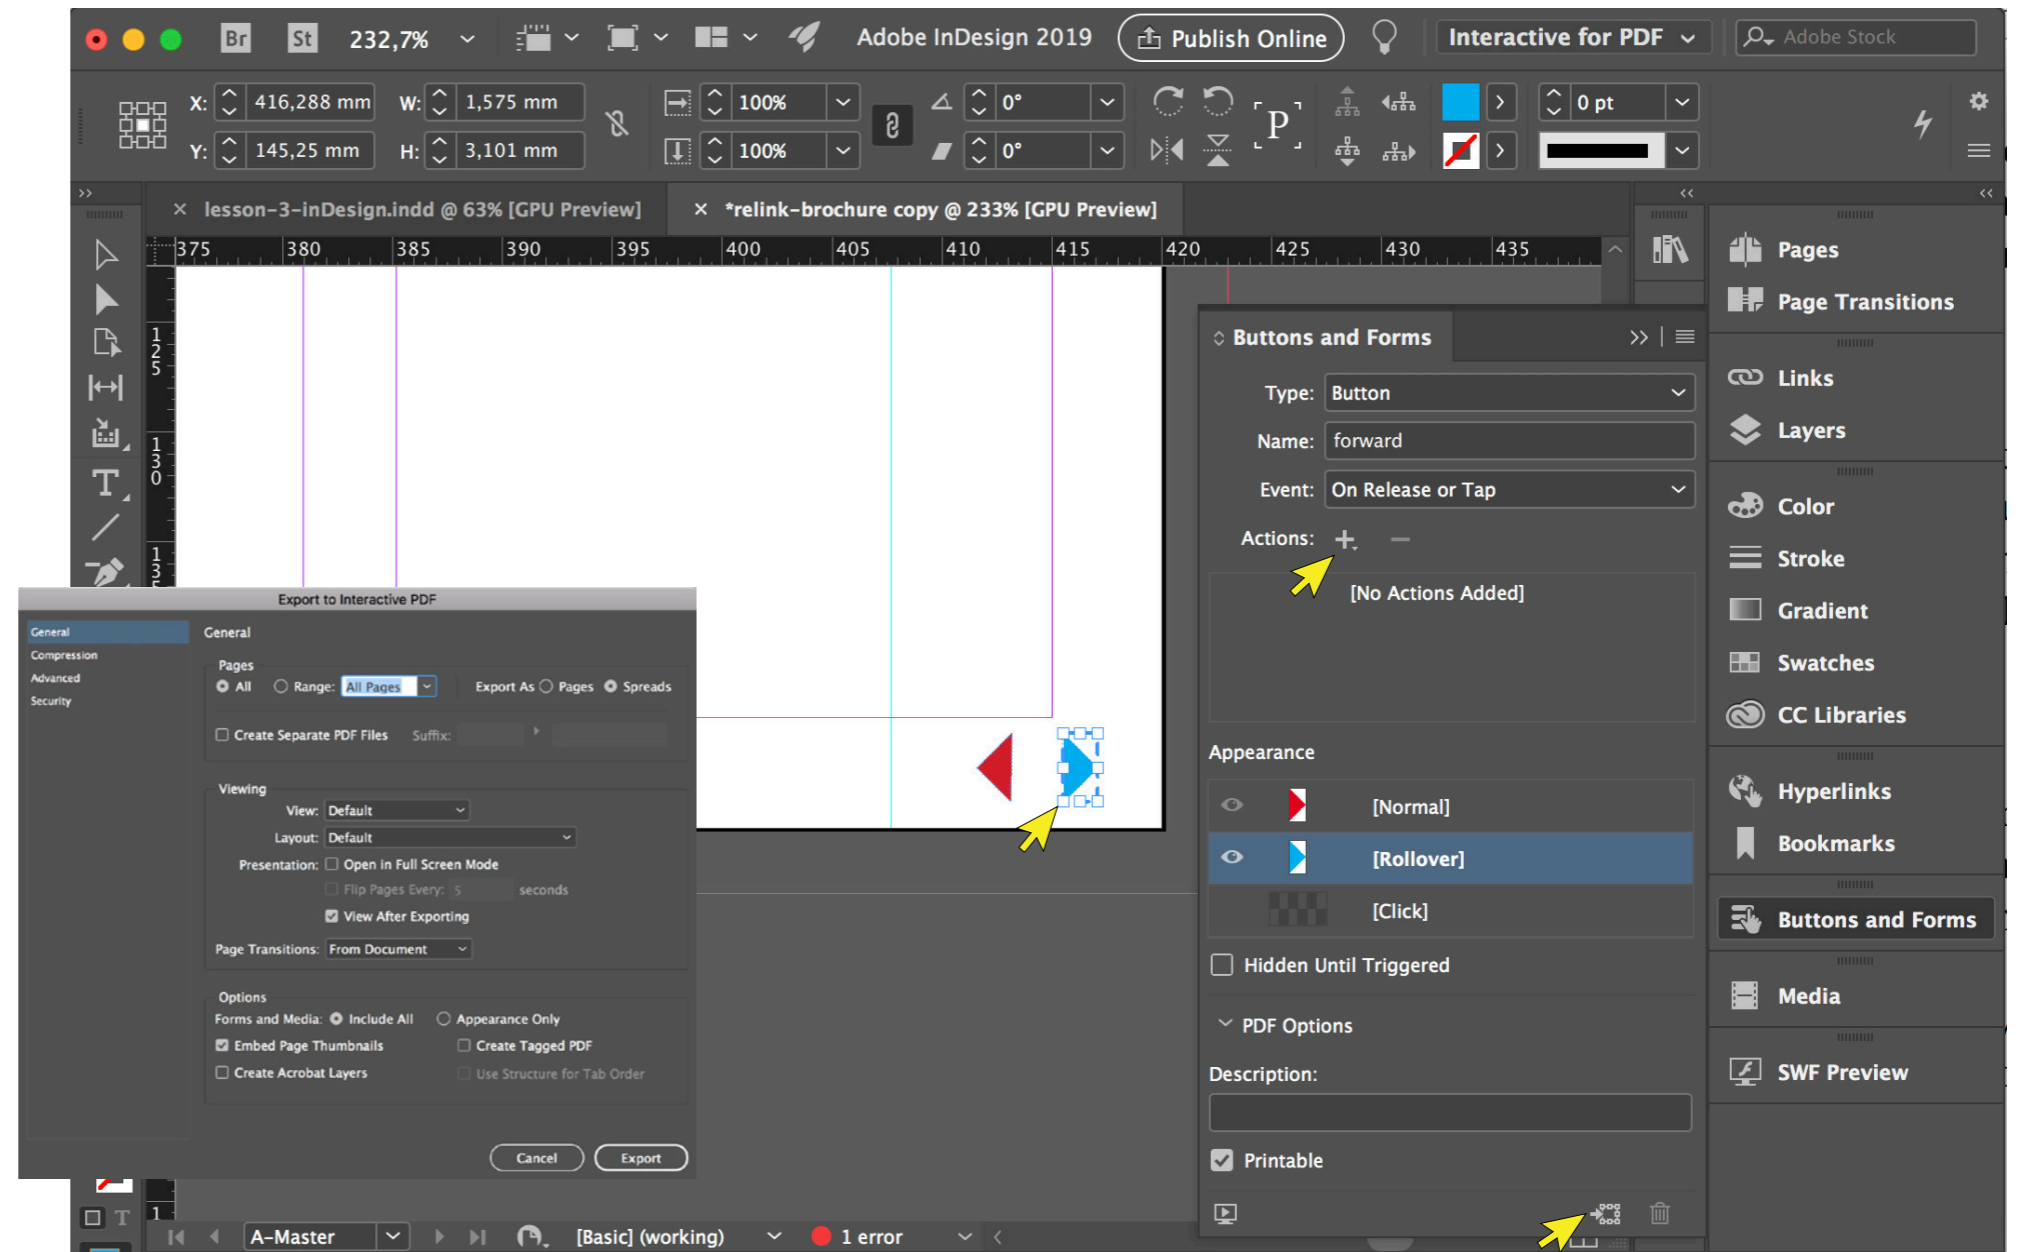 Br St 232,7% Adobe InDesign 2019 Publish Online Interactive for PDF Adobe Stock
X: 416,288 mm W: 1,575 mm 100% 0° P 0 pt
Y: 145,25 mm H: 3,101 mm 100% 0°
× lesson-3-inDesign.indd @ 63% [GPU Preview] × *relink-brochure copy @ 233% [GPU Preview]
375 380 385 390 395 400 405 410 415 420 425 430 435
125
130
135
Export to Interactive PDF
General
Compression
Advanced
Security
General
Pages
All Range: All Pages Export As Pages Spreads
Create Separate PDF Files Suffix:
Viewing
View: Default
Layout: Default
Presentation: Open in Full Screen Mode
Flip Pages Every: 5 seconds
View After Exporting
Page Transitions: From Document
Options
Forms and Media: Include All Appearance Only
Embed Page Thumbnails Create Tagged PDF
Create Acrobat Layers Use Structure for Tab Order
Cancel Export
Buttons and Forms
Type: Button
Name: forward
Event: On Release or Tap
Actions:
[No Actions Added]
Appearance
[Normal]
[Rollover]
[Click]
Hidden Until Triggered
PDF Options
Description:
Printable
Pages
Page Transitions
Links
Layers
Color
Stroke
Gradient
Swatches
CC Libraries
Hyperlinks
Bookmarks
Buttons and Forms
Media
SWF Preview
T
T
1
A-Master [Basic] (working) 1 error